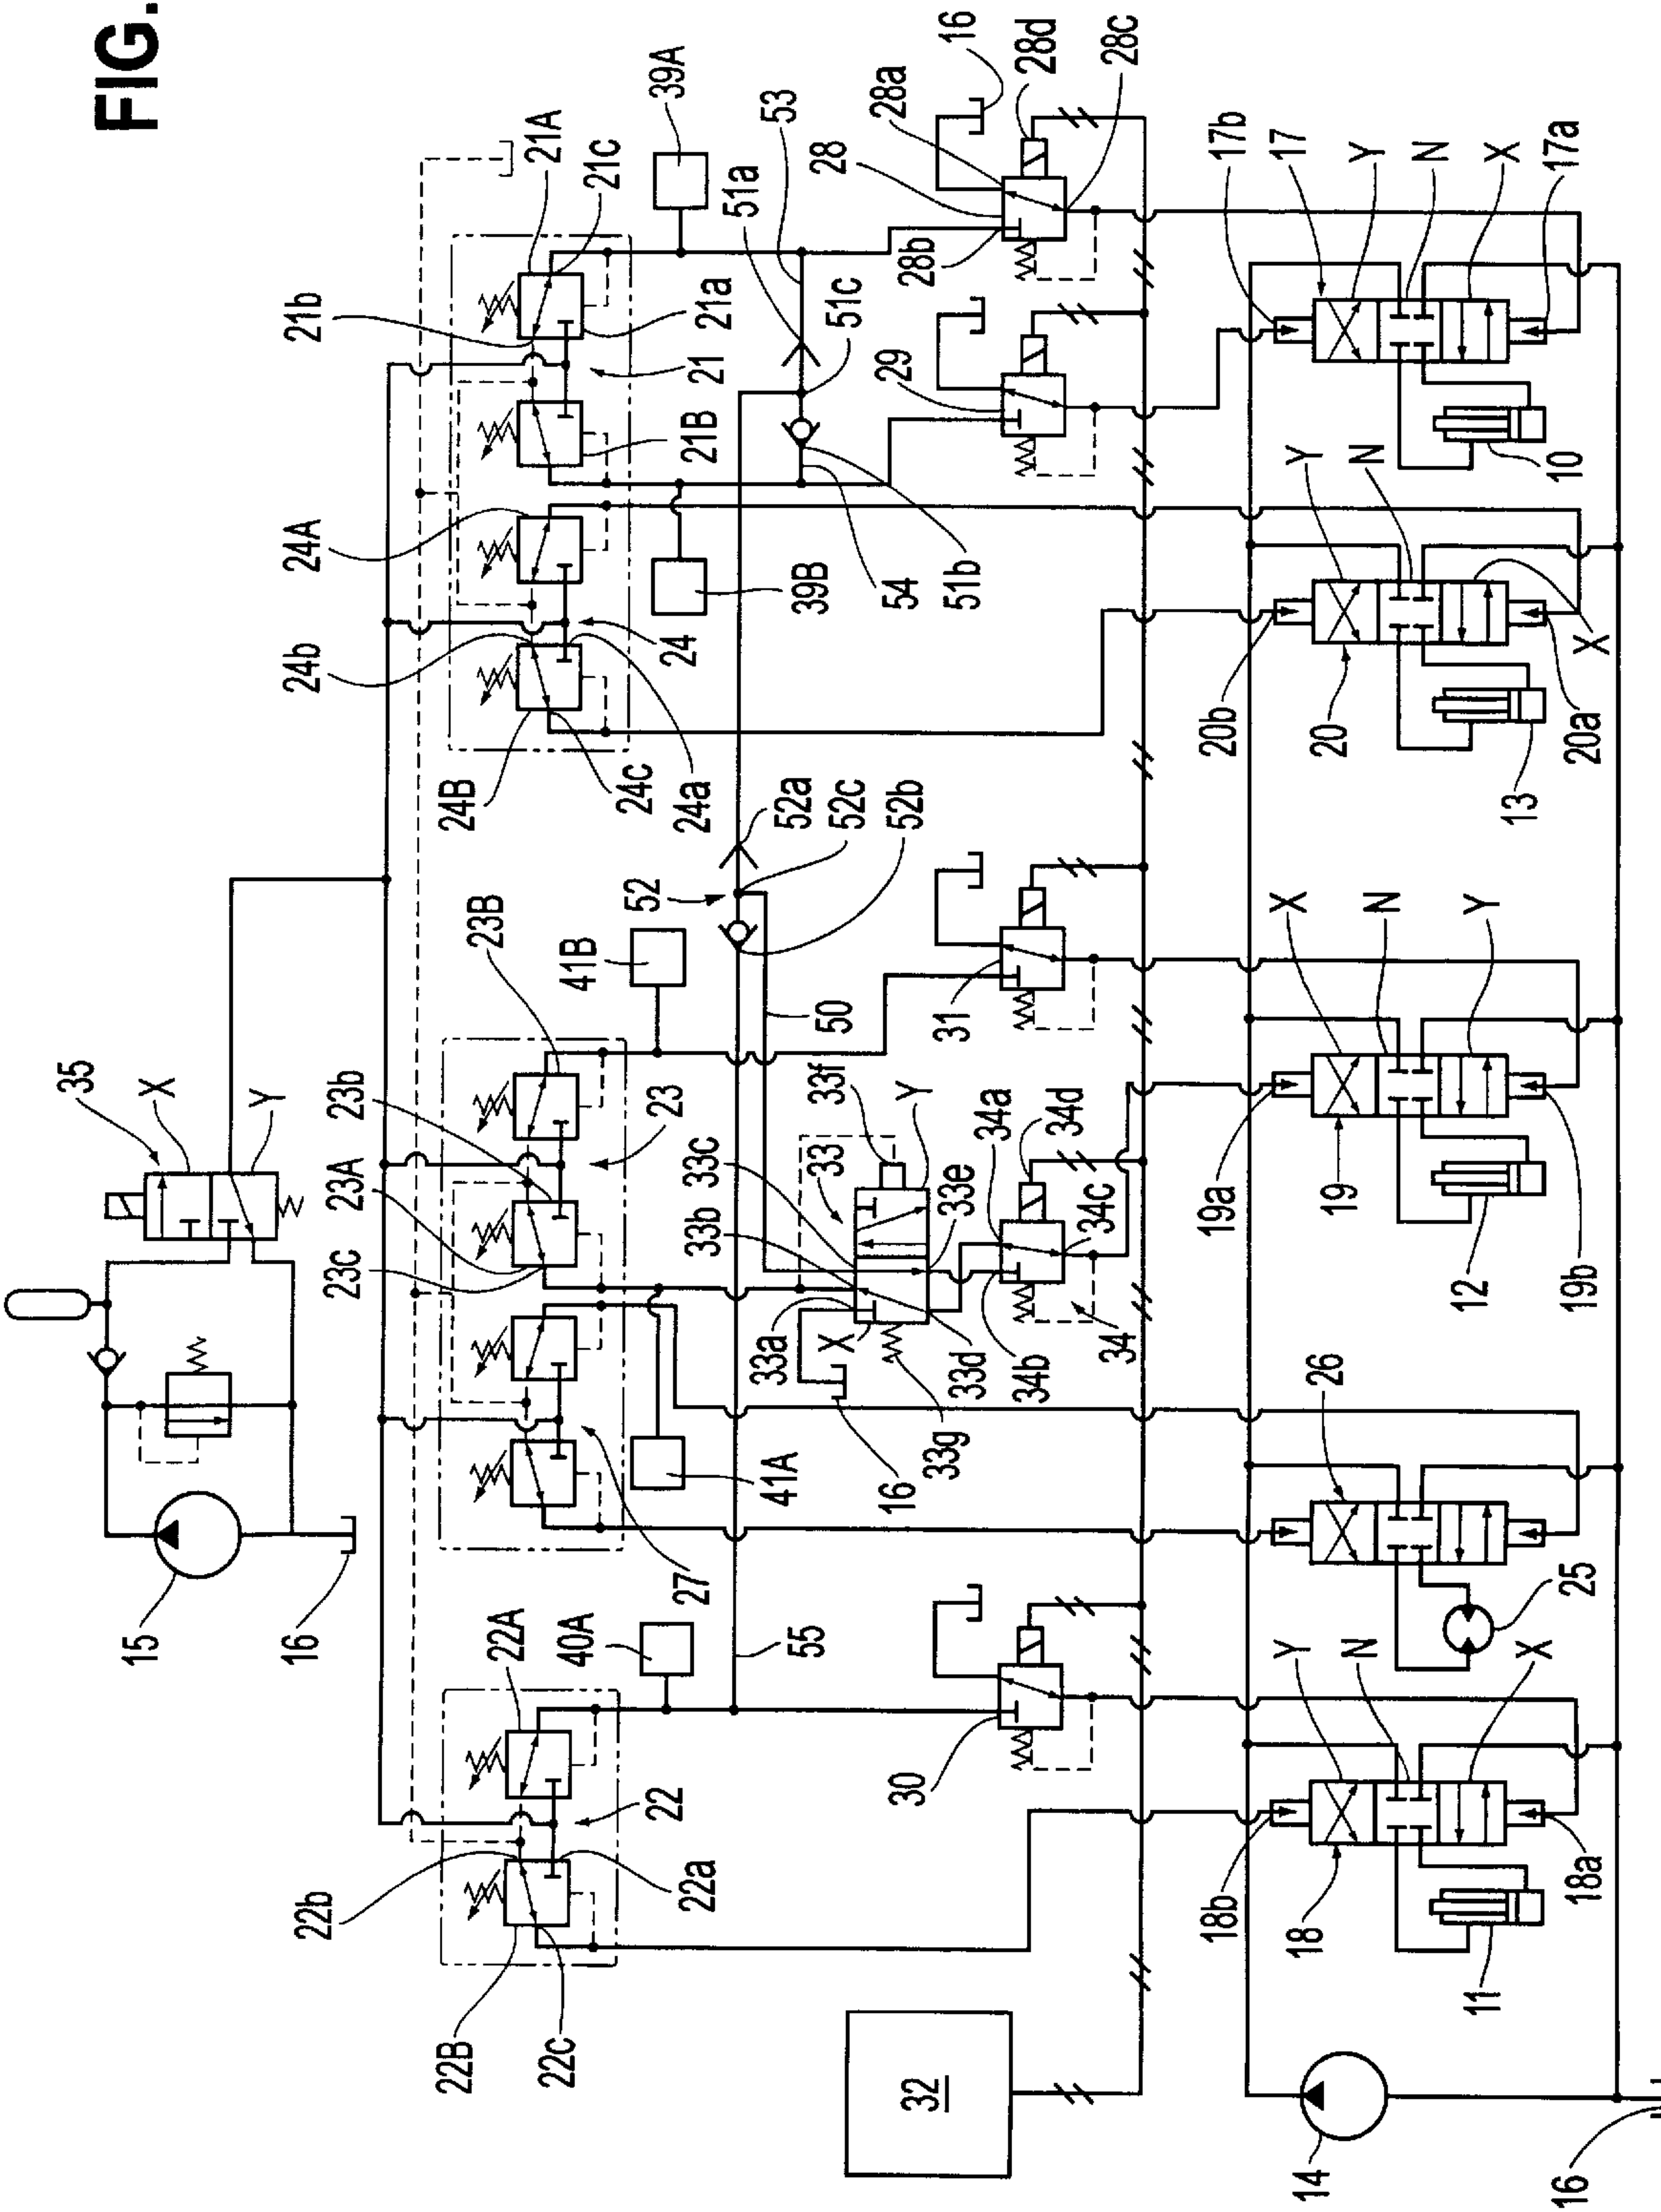 FIG.
39A
16
28d
28c
28a
53
21A
21c
51a
28
17b
17
Y
N
X
17a
28b
21b
21a
51c
21
29
21B
Y
N
10
24A
39B
54
51b
X
24b
24
20b
20
20a
24B
24c
24a
52a
52c
52b
13
52
23B
41B
X
N
Y
35
X
Y
50
31
23b
23
33f
Y
34a
34d
23A
33
33c
33b
33e
34c
19a
19
19b
23c
33a
X
33d
34b
34
12
26
16
33g
41A
27
25
15
16
22A
40A
55
Y
N
X
30
22
22b
22a
18b
18
18a
11
22B
22c
32
14
16